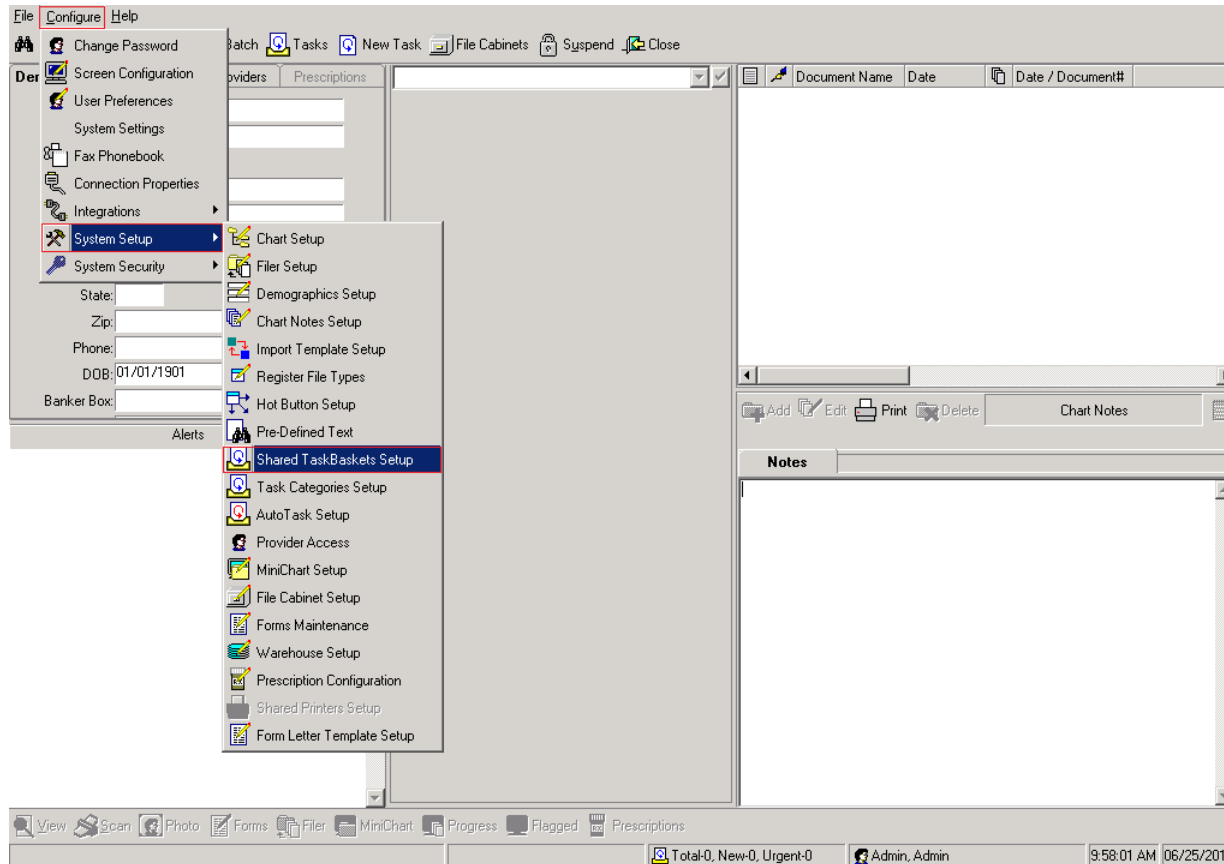 File Configure Help
Batch Tasks New Task File Cabinets Suspend Close
Change Password
Screen Configuration
User Preferences
System Settings
Fax Phonebook
Connection Properties
Integrations
System Setup
System Security
Prescriptions
Document Name Date Date / Document#
Chart Setup
Filer Setup
Demographics Setup
Chart Notes Setup
Import Template Setup
Register File Types
Hot Button Setup
Pre-Defined Text
Shared TaskBaskets Setup
Task Categories Setup
AutoTask Setup
Provider Access
MiniChart Setup
File Cabinet Setup
Forms Maintenance
Warehouse Setup
Prescription Configuration
Shared Printers Setup
Form Letter Template Setup
State:
Zip:
Phone:
DOB: 01/01/1901
Banker Box:
Alerts
Add Edit Print Delete Chart Notes
Notes
View Scan Photo Forms Filer MiniChart Progress Flagged Prescriptions
Total-0, New-0, Urgent-0 Admin, Admin 9:58:01 AM 06/25/201